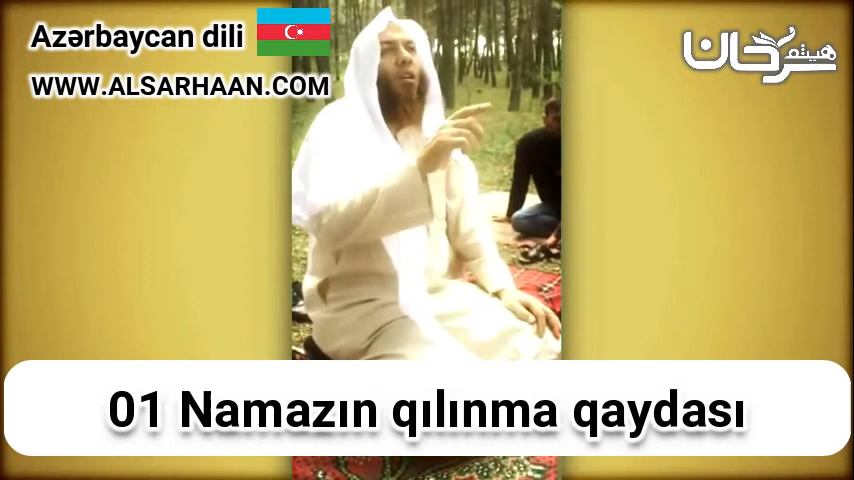 Azərbaycan dili
WWW.ALSARHAAN.COM
هيثم
سرحان
01 Namazın qılınma qaydası